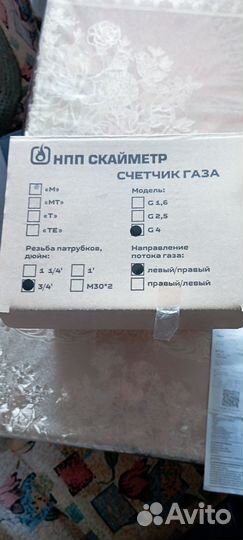 НПП СКАЙМЕТР
СЧЕТЧИК ГАЗА
«М»
«МТ»
«Т»
«ТЕ»
Модель:
G 1,6
G 2,5
G 4
Резьба патрубков,
дюйм:
1 1/4' 1'
3/4' М30*2
Направление
потока газа:
левый/правый
правый/левый
Avito